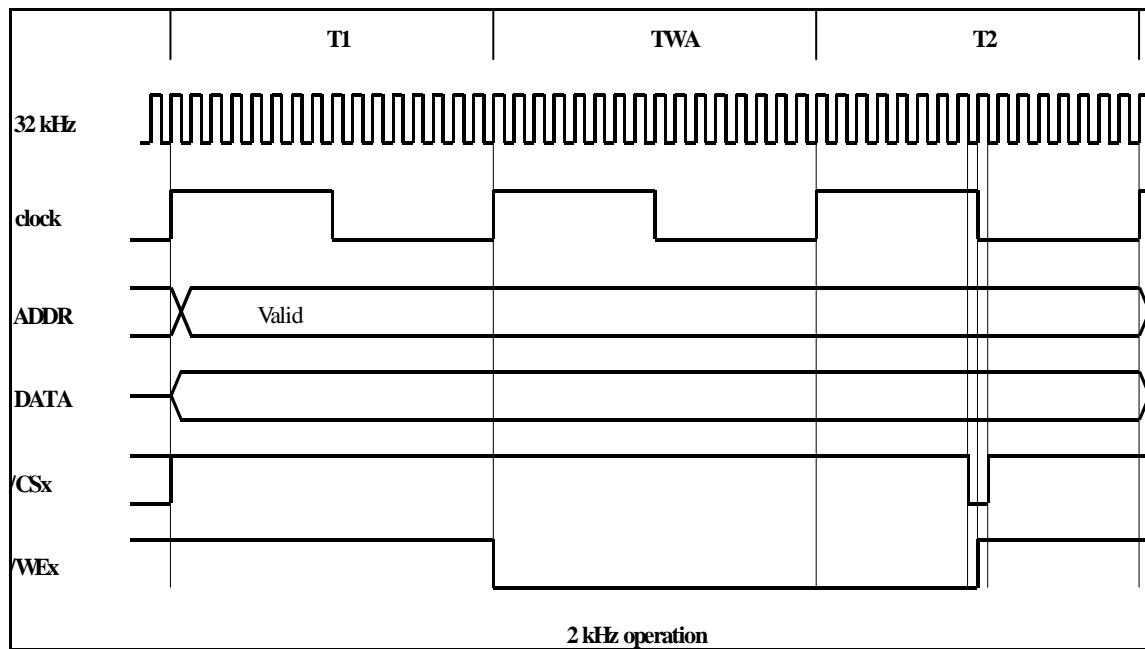 T1 TWA T2
32 kHz
clock
ADDR Valid
DATA
/CSx
/WEx
2 kHz operation